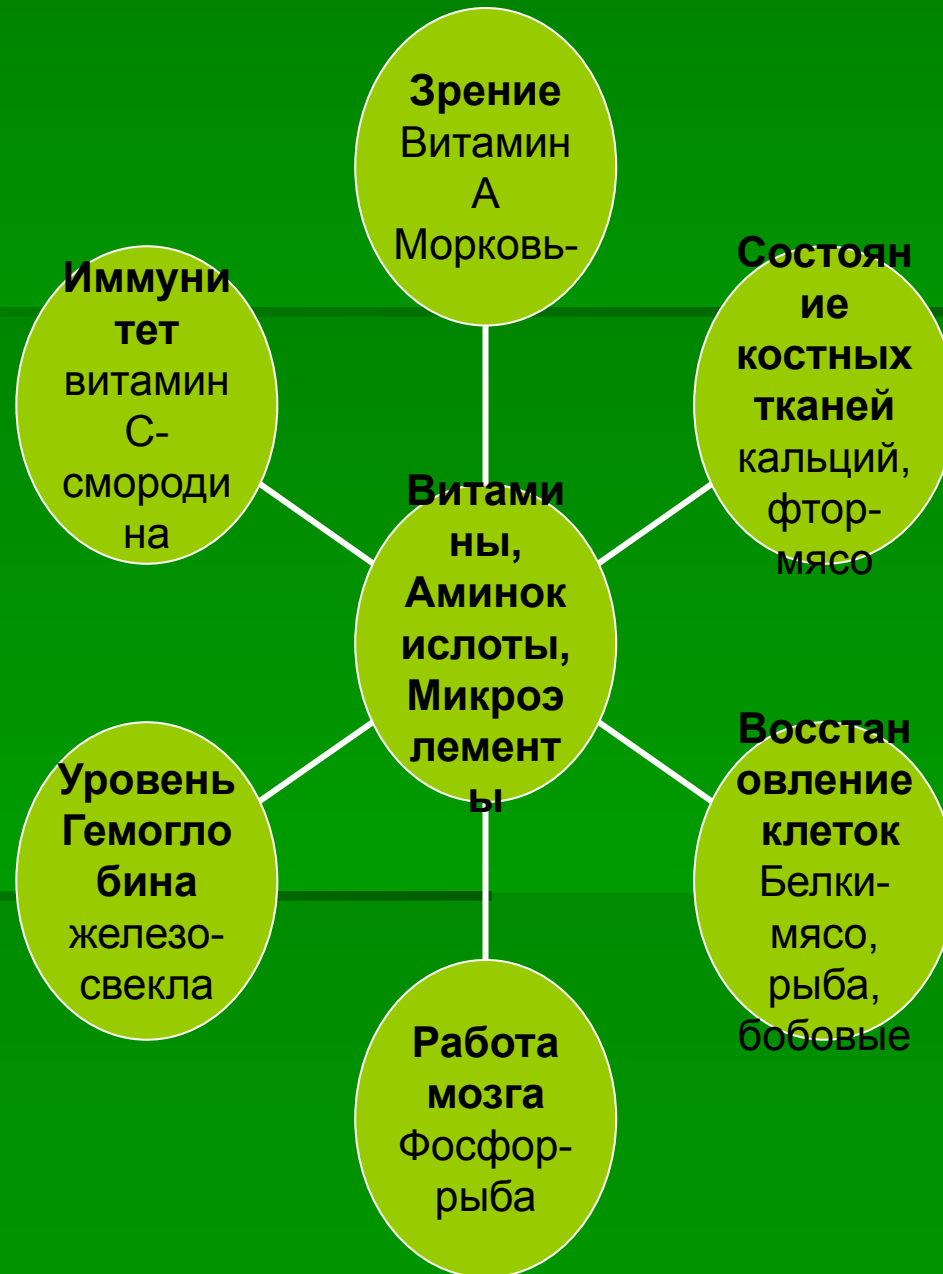 Зрение
Витамин
А
Морковь-
Состоян
ие
костных
тканей
кальций,
фтор-
мясо
Восстан
овление
клеток
Белки-
мясо,
рыба,
бобовые
Работа
мозга
Фосфор-
рыба
Уровень
Гемогло
бина
железо-
свекла
Иммуни
тет
витамин
С-
смороди
на
Витами
ны,
Аминок
ислоты,
Микроэ
лемент
ы